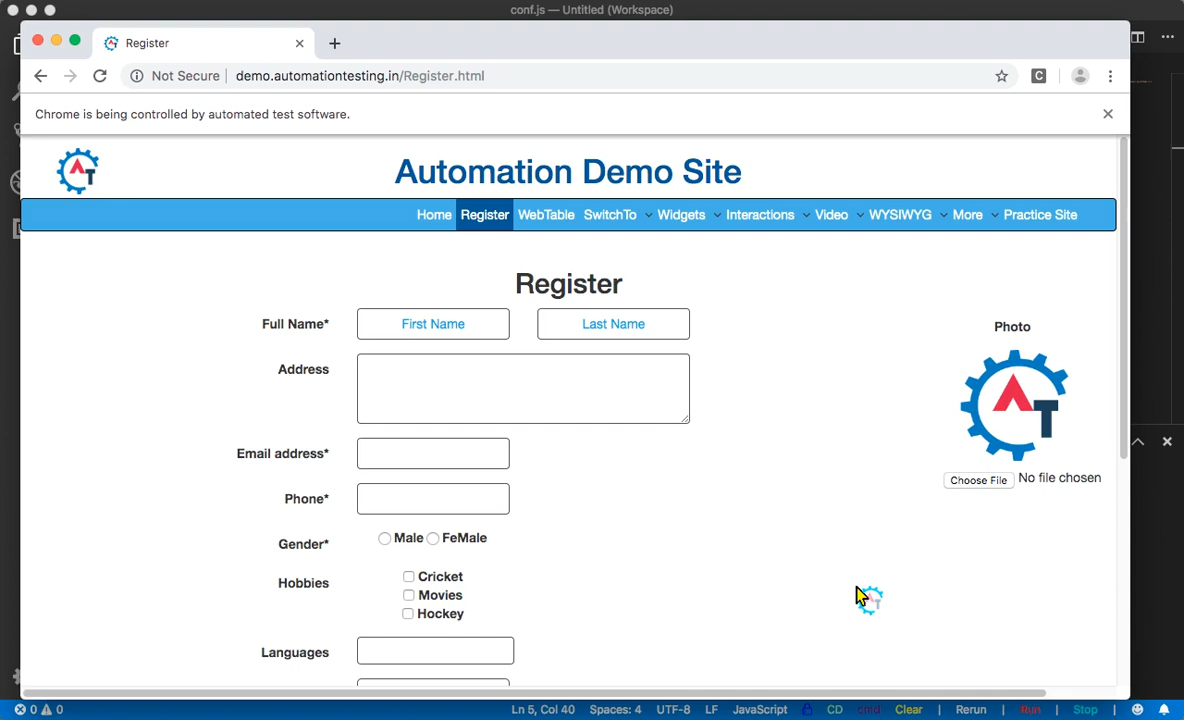 conf.js — Untitled (Workspace)
Register
Not Secure demo.automationtesting.in/Register.html
C
Chrome is being controlled by automated test software.
AT
Automation Demo Site
Home Register WebTable SwitchTo Widgets Interactions Video WYSIWYG More Practice Site
Register
Full Name* First Name Last Name
Photo
Address
AT
Email address*
Choose File No file chosen
Phone*
Gender* Male FeMale
Hobbies Cricket
Movies
Hockey
Languages
0 0 Ln 5, Col 40 Spaces: 4 UTF-8 LF JavaScript CD cmd Clear | Rerun | Run | Stop |